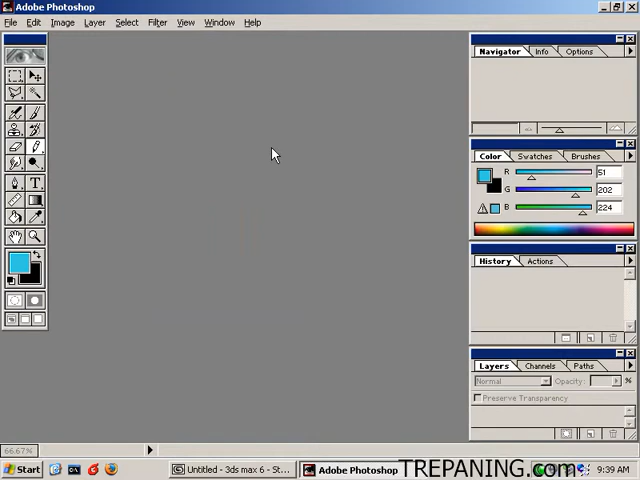 Adobe Photoshop
File Edit Image Layer Select Filter View Window Help
Navigator Info Options
Color Swatches Brushes
R 51
G 202
B 224
History Actions
Layers Channels Paths
Normal Opacity: %
Preserve Transparency
66.67%
Start Untitled - 3ds max 6 - St... Adobe Photoshop 9:39 AM
TREPANING.com